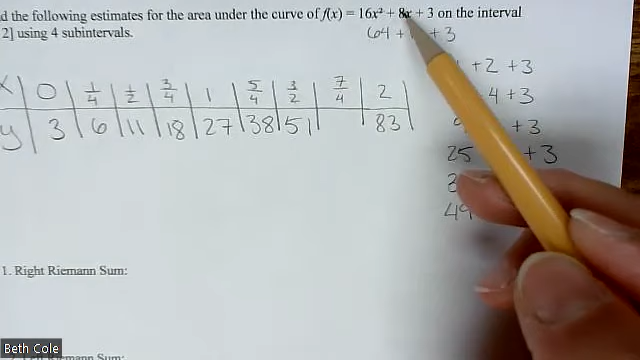 d the following estimates for the area under the curve of f(x) = 16x² + 8x + 3 on the interval
2] using 4 subintervals.
64 + + 3
x 0 1/4 1/2 3/4 1 5/4 3/2 7/4 2
y 3 6 11 18 27 38 51 83
+2 +3
4 +3
+3
25 +3
49
1. Right Riemann Sum:
Beth Cole
mann Sum: